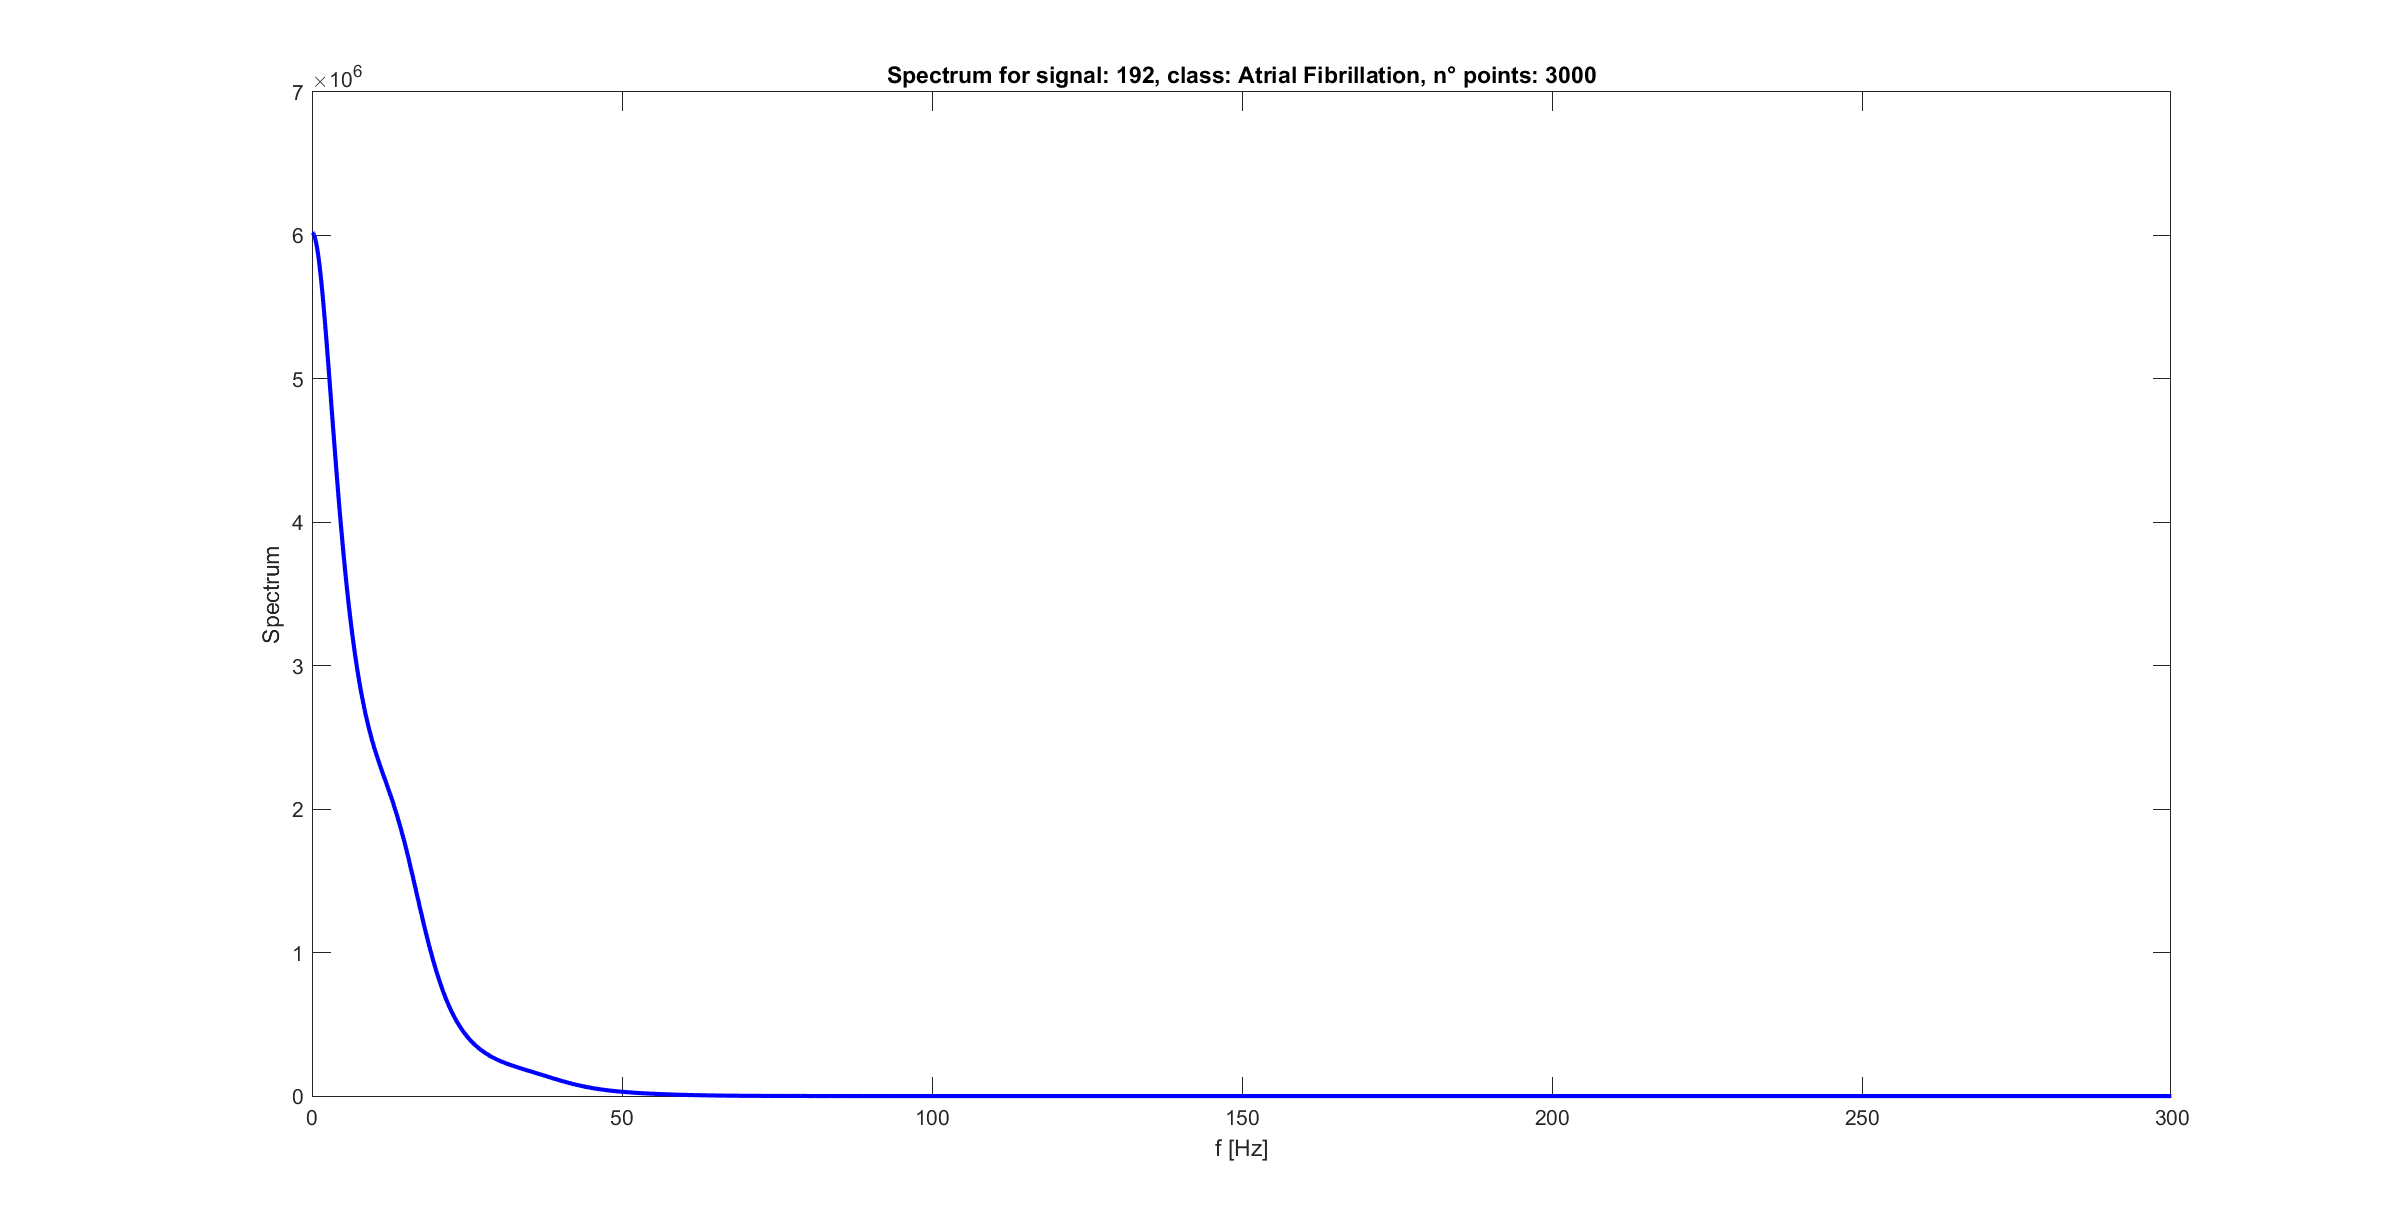 Spectrum for signal: 192, class: Atrial Fibrillation, n° points: 3000
×10^6
7
6
5
4
3
2
1
0
Spectrum
0 50 100 150 200 250 300
f [Hz]